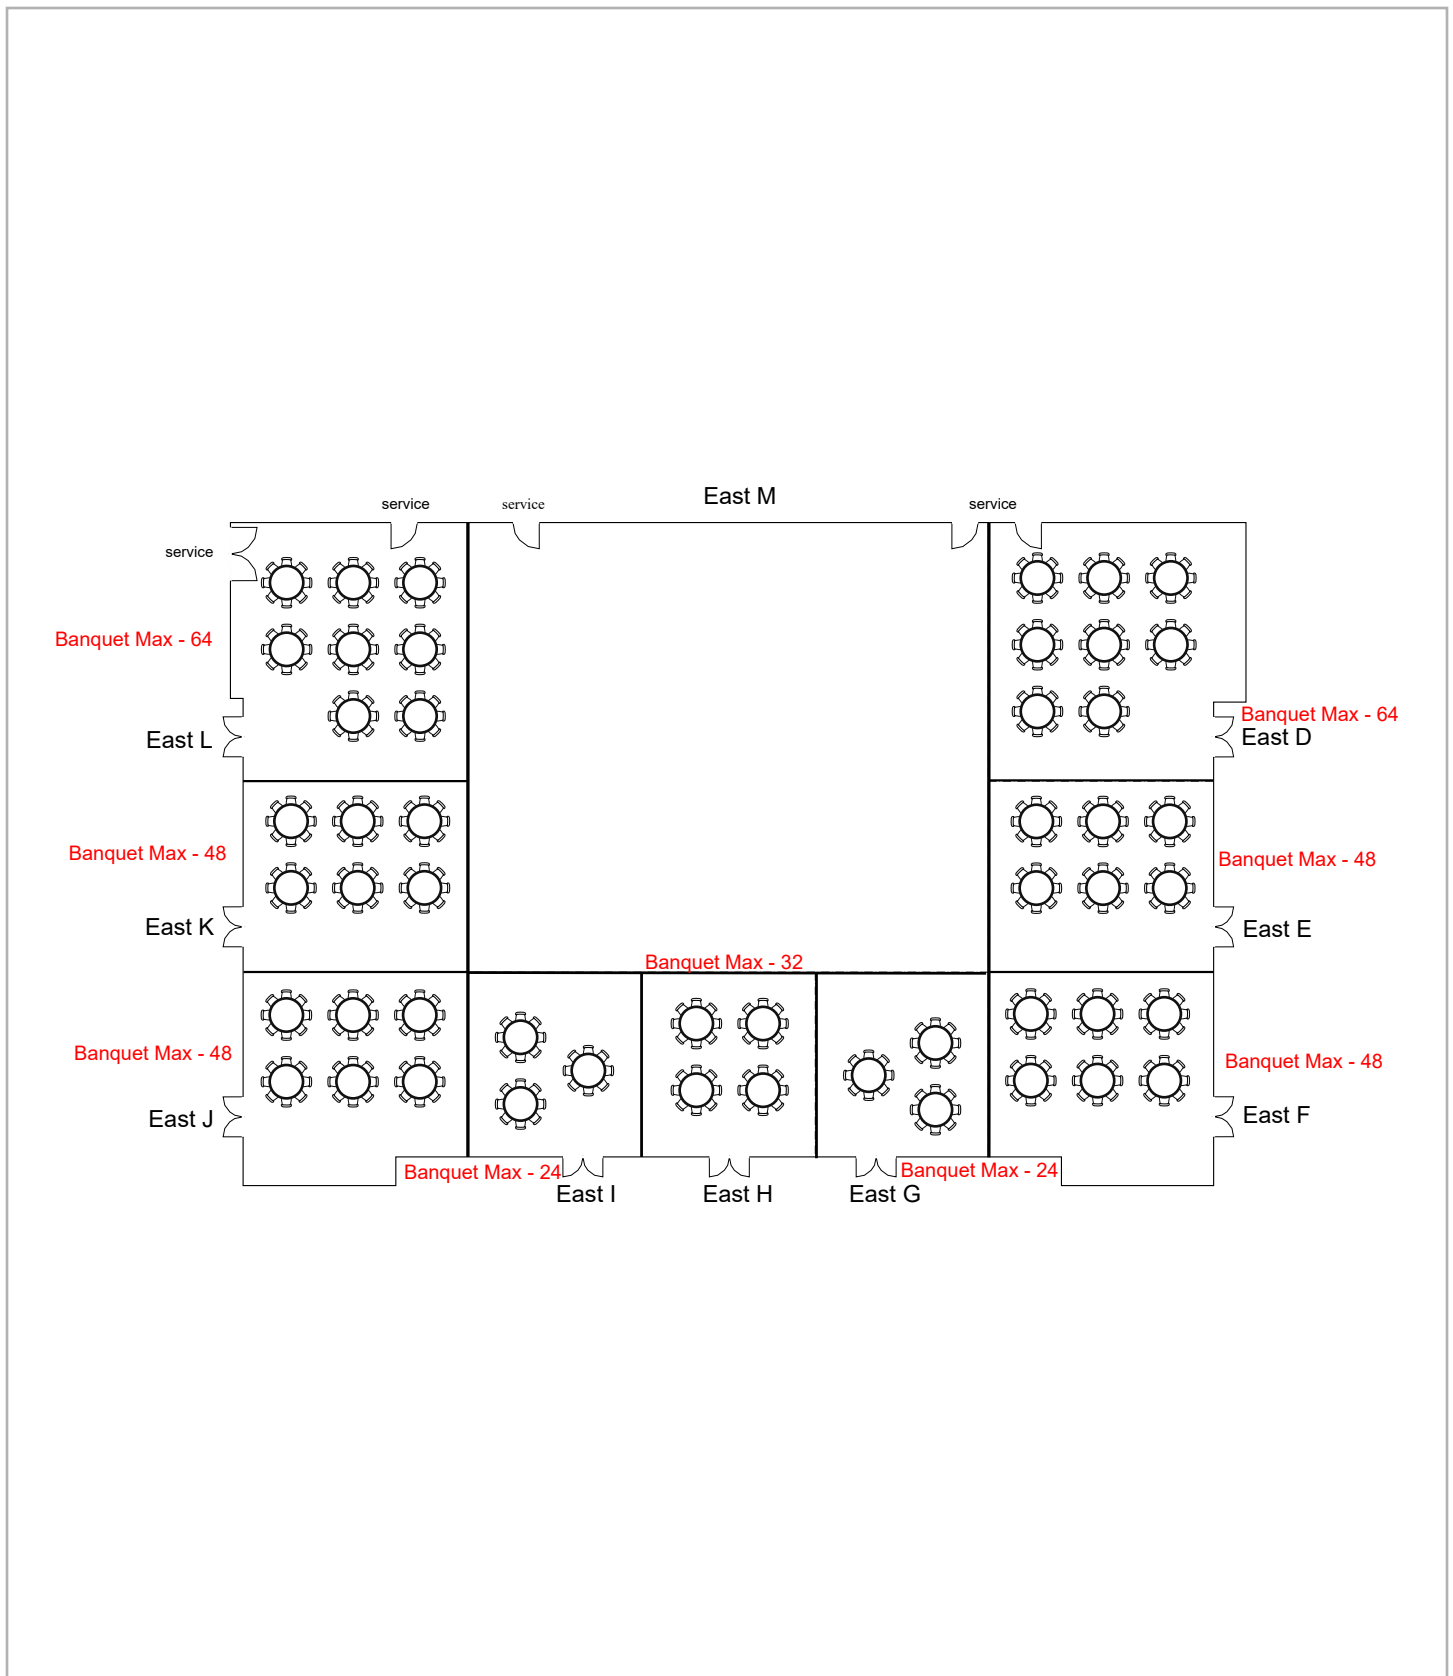 East M
service
service
service
service
Banquet Max - 64
Banquet Max - 64
East L
East D
Banquet Max - 48
Banquet Max - 48
East K
East E
Banquet Max - 32
Banquet Max - 48
Banquet Max - 48
East J
East F
Banquet Max - 24
Banquet Max - 24
East I
East H
East G